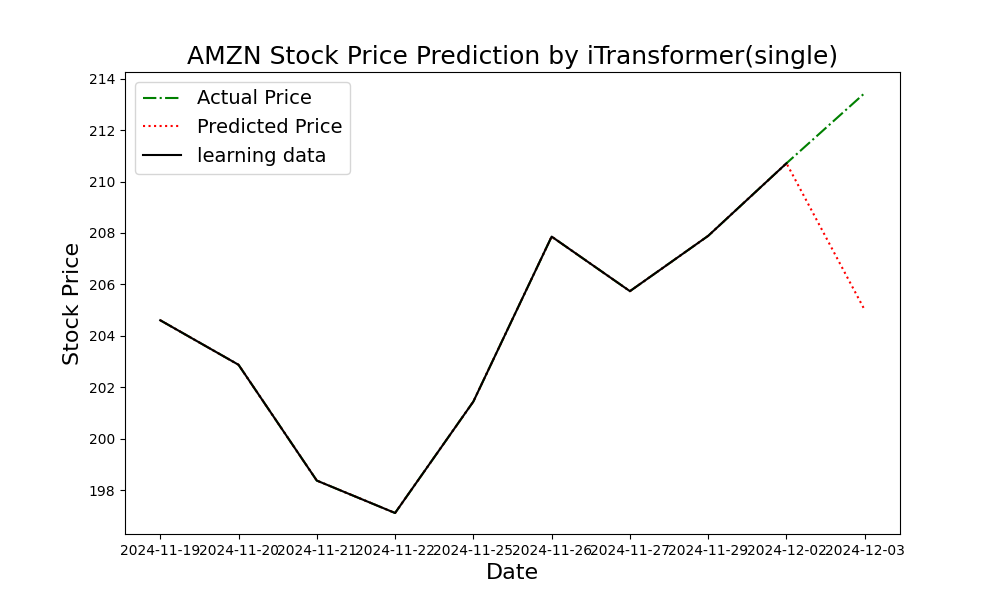 AMZN Stock Price Prediction by iTransformer(single)
Actual Price
Predicted Price
learning data
Stock Price
214
212
210
208
206
204
202
200
198
2024-11-19 2024-11-20 2024-11-21 2024-11-22 2024-11-25 2024-11-26 2024-11-27 2024-11-29 2024-12-02 2024-12-03
Date